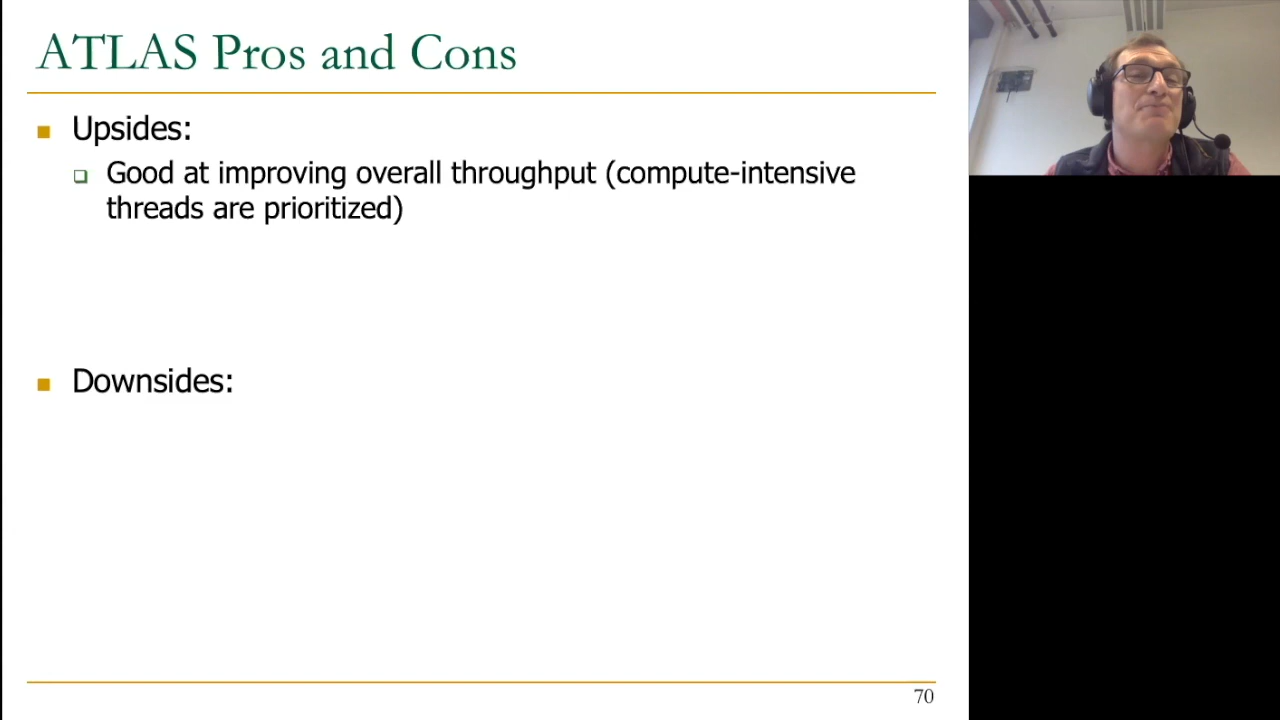 ATLAS Pros and Cons
Upsides:
Good at improving overall throughput (compute-intensive
threads are prioritized)
Downsides:
70